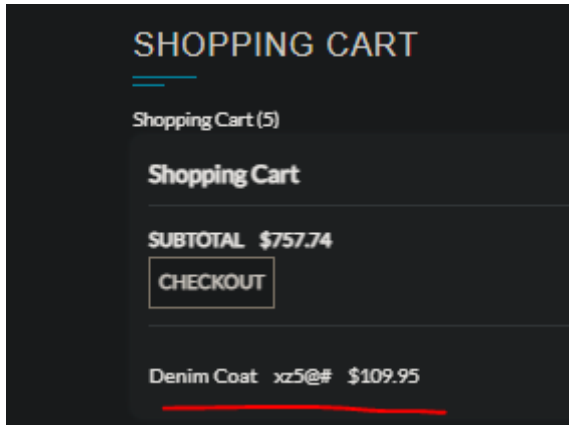 SHOPPING CART
Shopping Cart (5)
Shopping Cart
SUBTOTAL $757.74
CHECKOUT
Denim Coat xz5@# $109.95